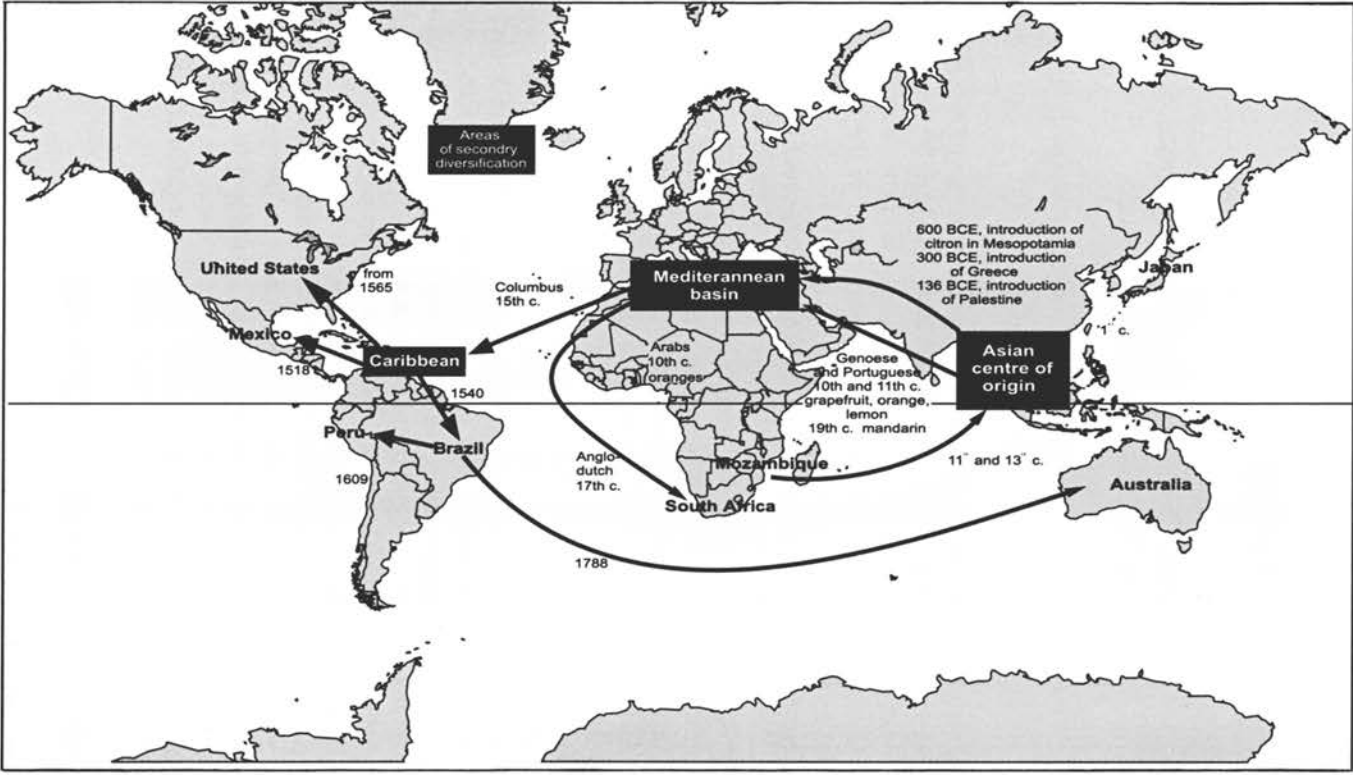 Areas
of secondry
diversification
600 BCE, introduction of
citron in Mesopotamia
300 BCE, introduction
of Greece
136 BCE, introduction
of Palestine
Japan
United States
from
1565
Columbus
15th c.
Mediterannean
basin
1" c.
Mexico
Caribbean
Arabs
10th c.
oranges
Genoese
and Portuguese
10th and 11th c.
grapefruit, orange,
lemon
19th c. mandarin
Asian
centre of
origin
1518
1540
Peru
Brazil
Anglo-
dutch
17th c.
Mozambique
11" and 13" c.
1609
South Africa
Australia
1788